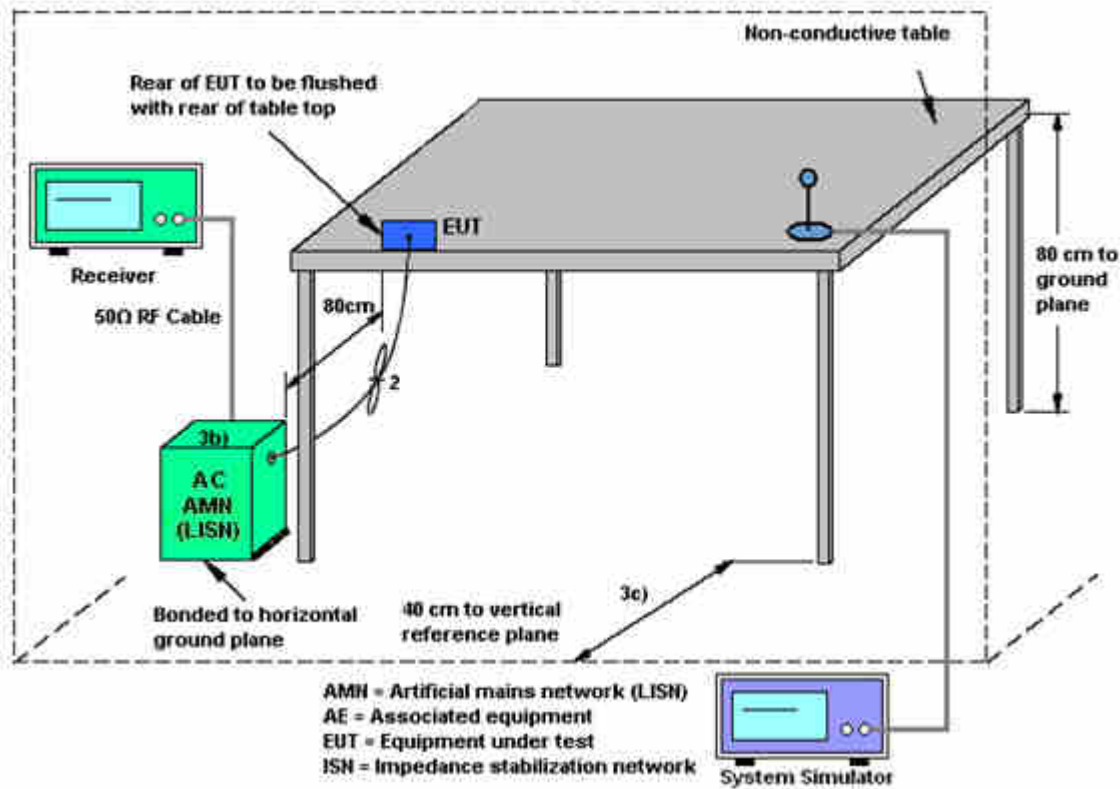 Non-conductive table
Rear of EUT to be flushed
with rear of table top
EUT
Receiver
80cm
80 cm to
ground
plane
50Ω RF Cable
2
3b)
AC
AMN
(LISN)
Bonded to horizontal
ground plane
40 cm to vertical
reference plane
3c)
AMN = Artificial mains network (LISN)
AE = Associated equipment
EUT = Equipment under test
ISN = Impedance stabilization network
System Simulator